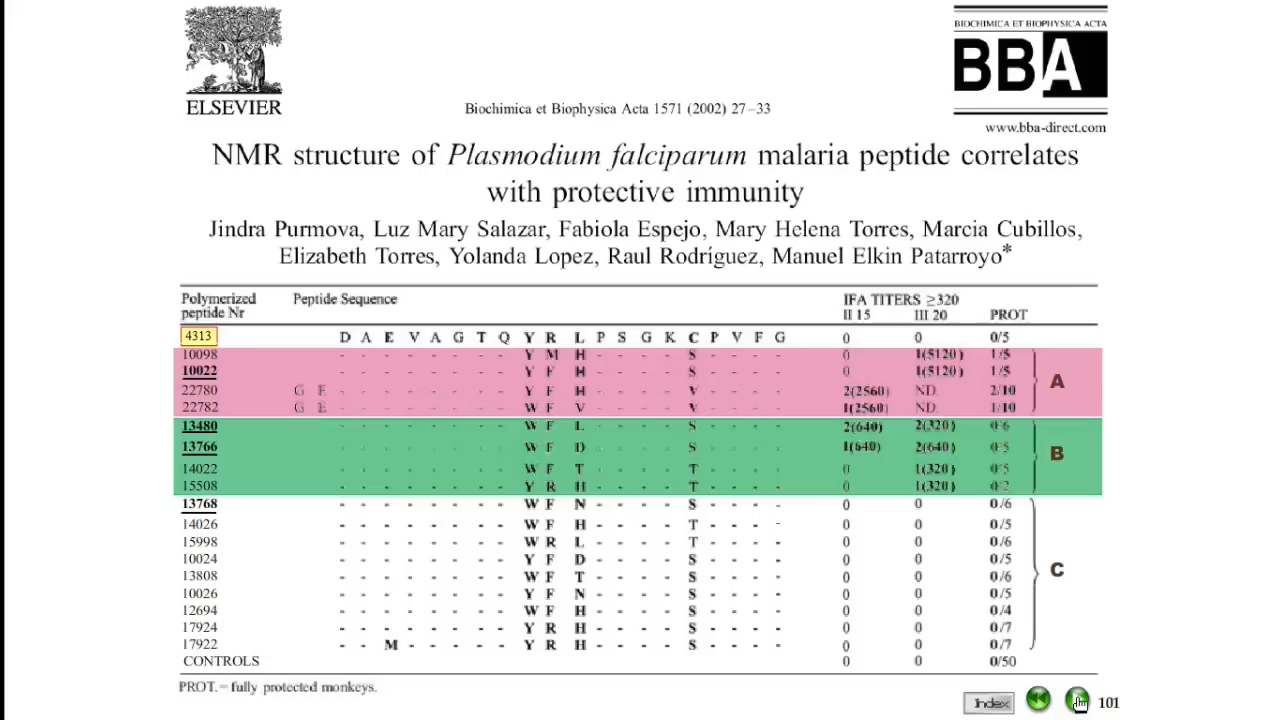 ELSEVIER
BIOCHIMICA ET BIOPHYSICA ACTA
BBA
Biochimica et Biophysica Acta 1571 (2002) 27–33
www.bba-direct.com
NMR structure of Plasmodium falciparum malaria peptide correlates
with protective immunity
Jindra Purmova, Luz Mary Salazar, Fabiola Espejo, Mary Helena Torres, Marcia Cubillos,
Elizabeth Torres, Yolanda Lopez, Raul Rodríguez, Manuel Elkin Patarroyo*
Polymerized Peptide Sequence IFA TITERS ≥320
peptide Nr II 15 III 20 PROT
4313 D A E V A G T Q Y R L P S G K C P V F G 0 0 0/5
10098 - - - - - - - - Y M H - - - - S - - - - 0 1(5120) 1/5
10022 - - - - - - - - Y F H - - - - S - - - - 0 1(5120) 1/5
A
22780 G E - - - - - - - - Y F H - - - - V - - - - 2(2560) ND 2/10
22782 G E - - - - - - - - W F V - - - - V - - - - 1(2560) ND 1/10
13480 - - - - - - - - W F L - - - - S - - - - 2(640) 2(320) 0/6
13766 - - - - - - - - W F D - - - - S - - - - 1(640) 2(640) 0/5
B
14022 - - - - - - - - W F T - - - - T - - - - 0 1(320) 0/5
15508 - - - - - - - - Y R H - - - - T - - - - 0 1(320) 0/2
13768 - - - - - - - - W F N - - - - S - - - - 0 0 0/6
14026 - - - - - - - - W F H - - - - T - - - - 0 0 0/5
15998 - - - - - - - - W R L - - - - T - - - - 0 0 0/6
10024 - - - - - - - - Y F D - - - - S - - - - 0 0 0/5
C
13808 - - - - - - - - W F T - - - - S - - - - 0 0 0/6
10026 - - - - - - - - Y F N - - - - S - - - - 0 0 0/5
12694 - - - - - - - - W F H - - - - S - - - - 0 0 0/4
17924 - - - - - - - - Y R H - - - - S - - - - 0 0 0/7
17922 - - M - - - - - Y R H - - - - S - - - - 0 0 0/7
CONTROLS 0 0 0/50
PROT.= fully protected monkeys.
Index 101